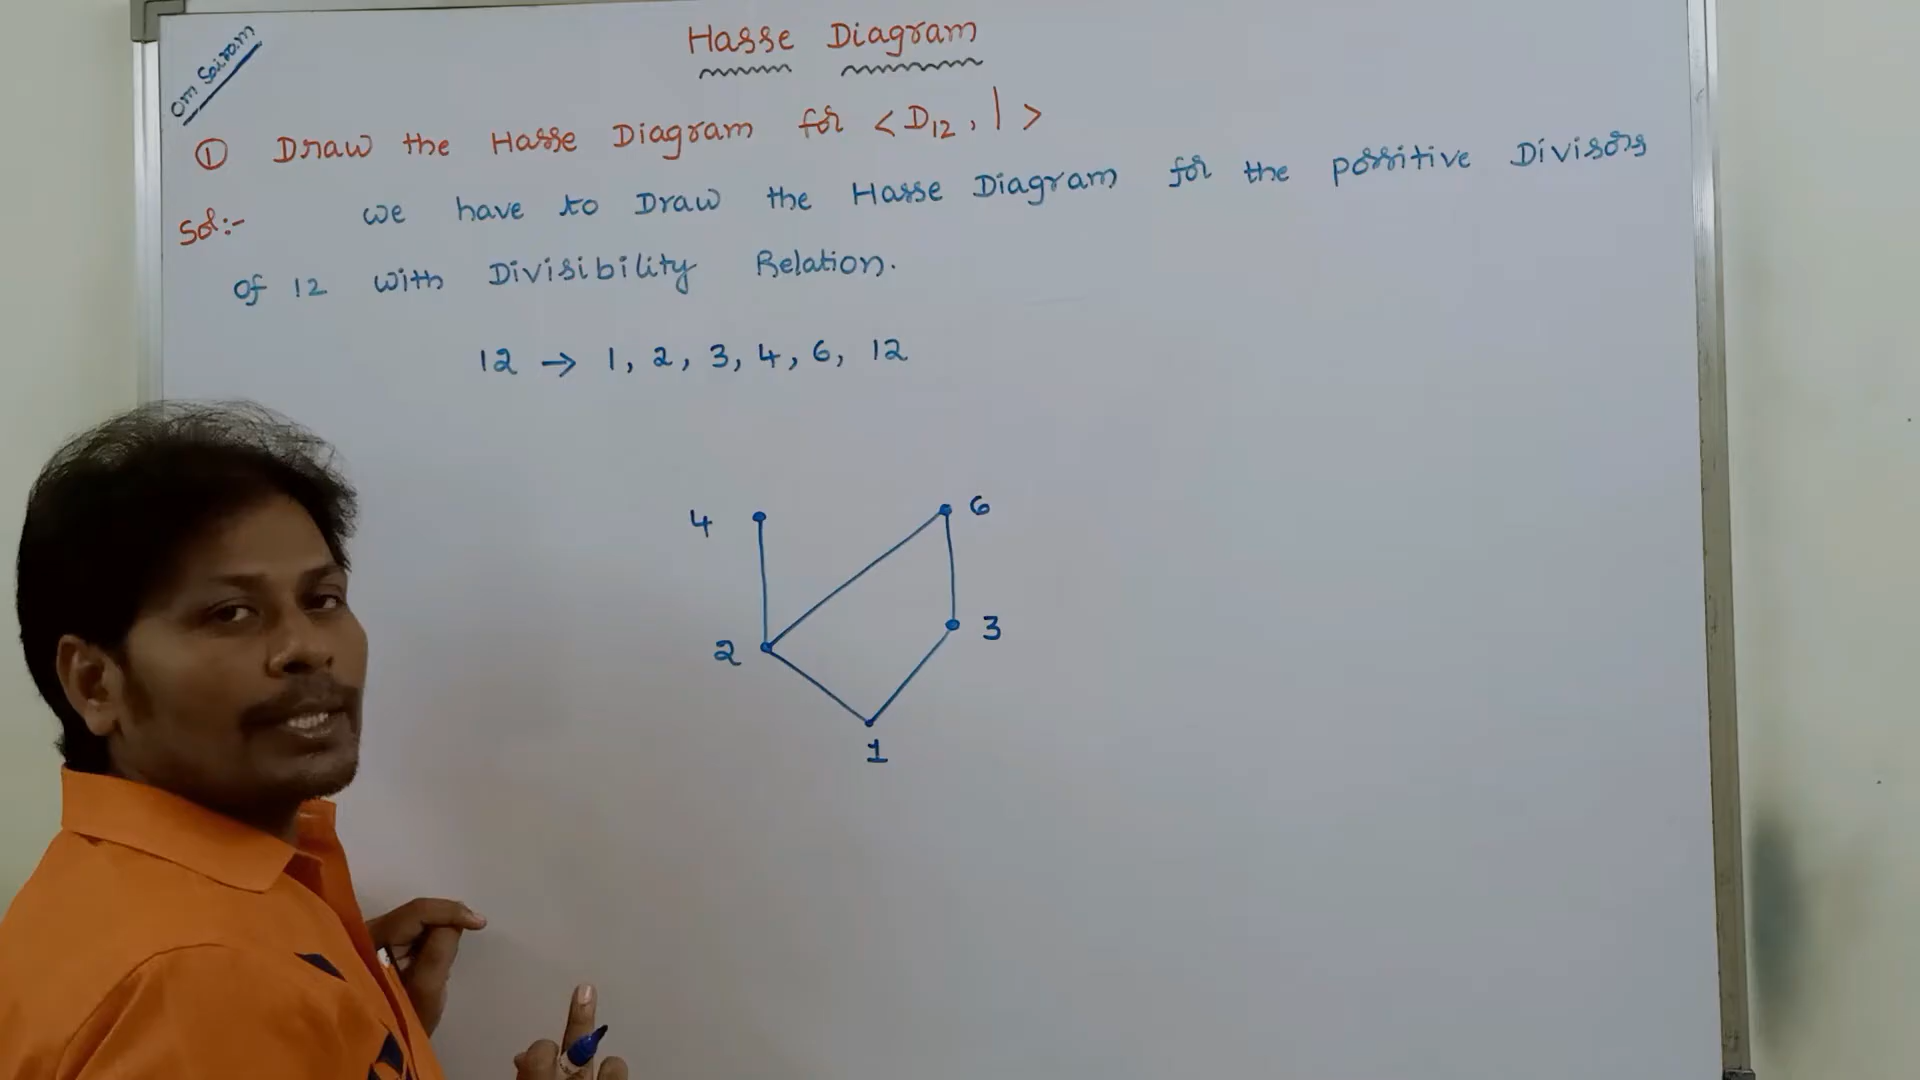 Om Sairam
Hasse Diagram
① Draw the Hasse Diagram for <D12, | >
Sol:- we have to Draw the Hasse Diagram for the possitive Divisors
of 12 with Divisibility Relation.
12 → 1, 2, 3, 4, 6, 12
4 6
2 3
1